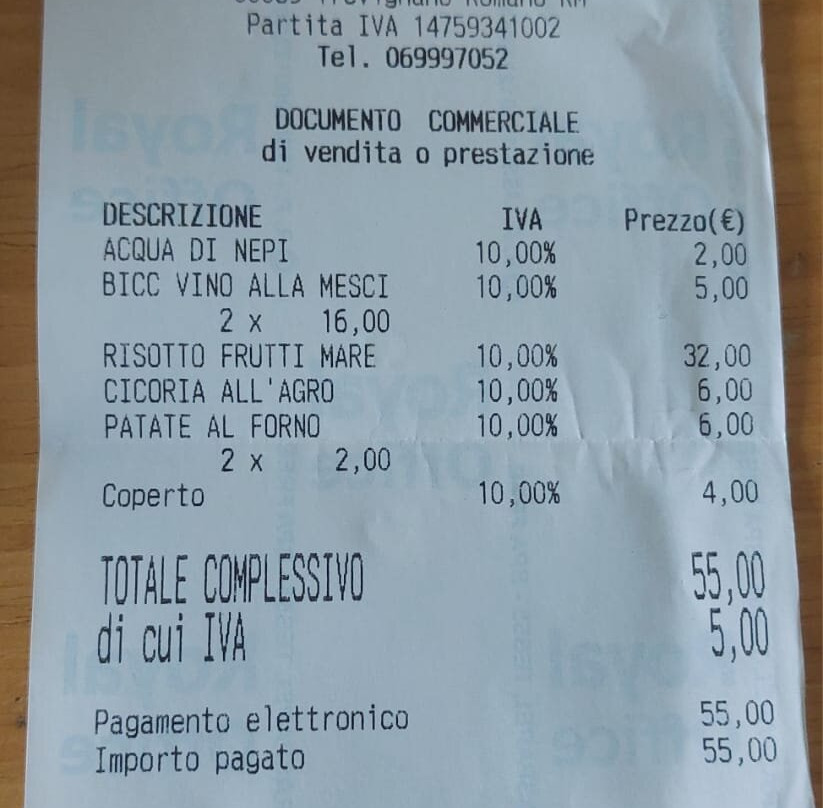 Romano RM
Partita IVA 14759341002
Tel. 069997052
DOCUMENTO COMMERCIALE
di vendita o prestazione
DESCRIZIONE IVA Prezzo(€)
ACQUA DI NEPI 10,00% 2,00
BICC VINO ALLA MESCI 10,00% 5,00
2 x 16,00
RISOTTO FRUTTI MARE 10,00% 32,00
CICORIA ALL'AGRO 10,00% 6,00
PATATE AL FORNO 10,00% 6,00
2 x 2,00
Coperto 10,00% 4,00
TOTALE COMPLESSIVO 55,00
di cui IVA 5,00
Pagamento elettronico 55,00
Importo pagato 55,00